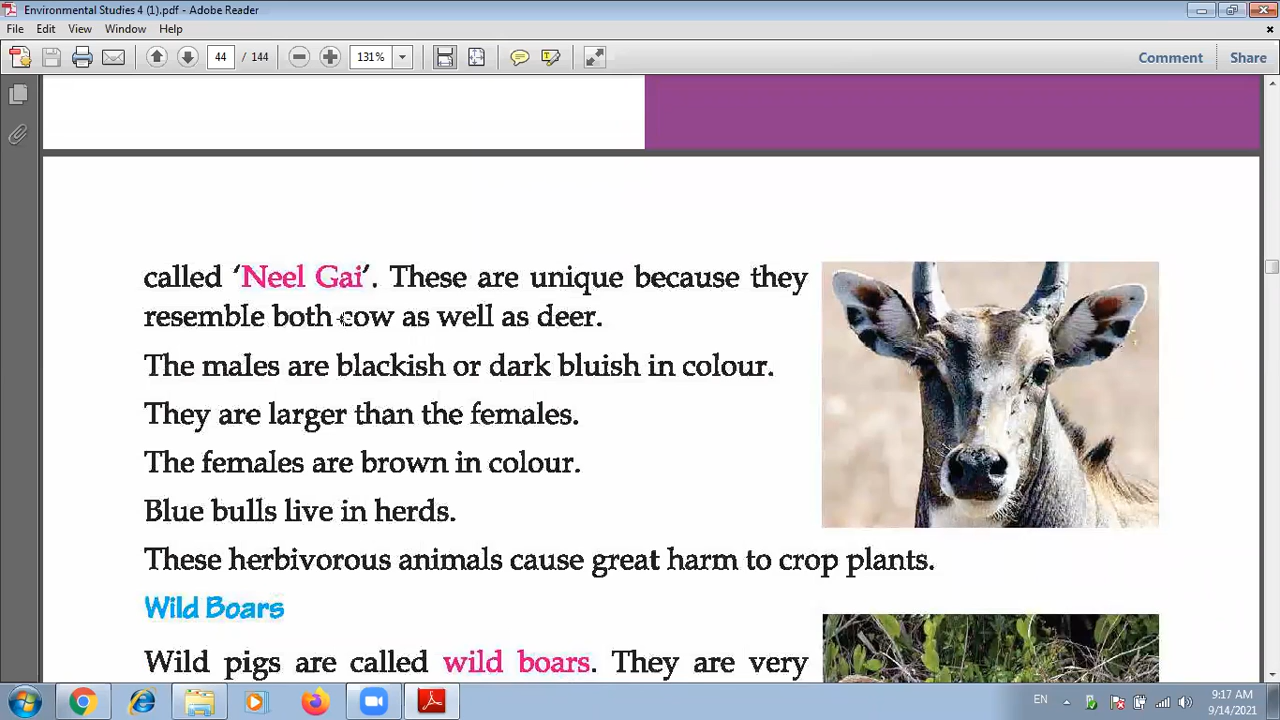 Environmental Studies 4 (1).pdf - Adobe Reader
File Edit View Window Help
44 / 144 131% Comment Share
called ‘Neel Gai’. These are unique because they
resemble both cow as well as deer.
The males are blackish or dark bluish in colour.
They are larger than the females.
The females are brown in colour.
Blue bulls live in herds.
These herbivorous animals cause great harm to crop plants.
Wild Boars
Wild pigs are called wild boars. They are very
EN 9:17 AM
9/14/2021